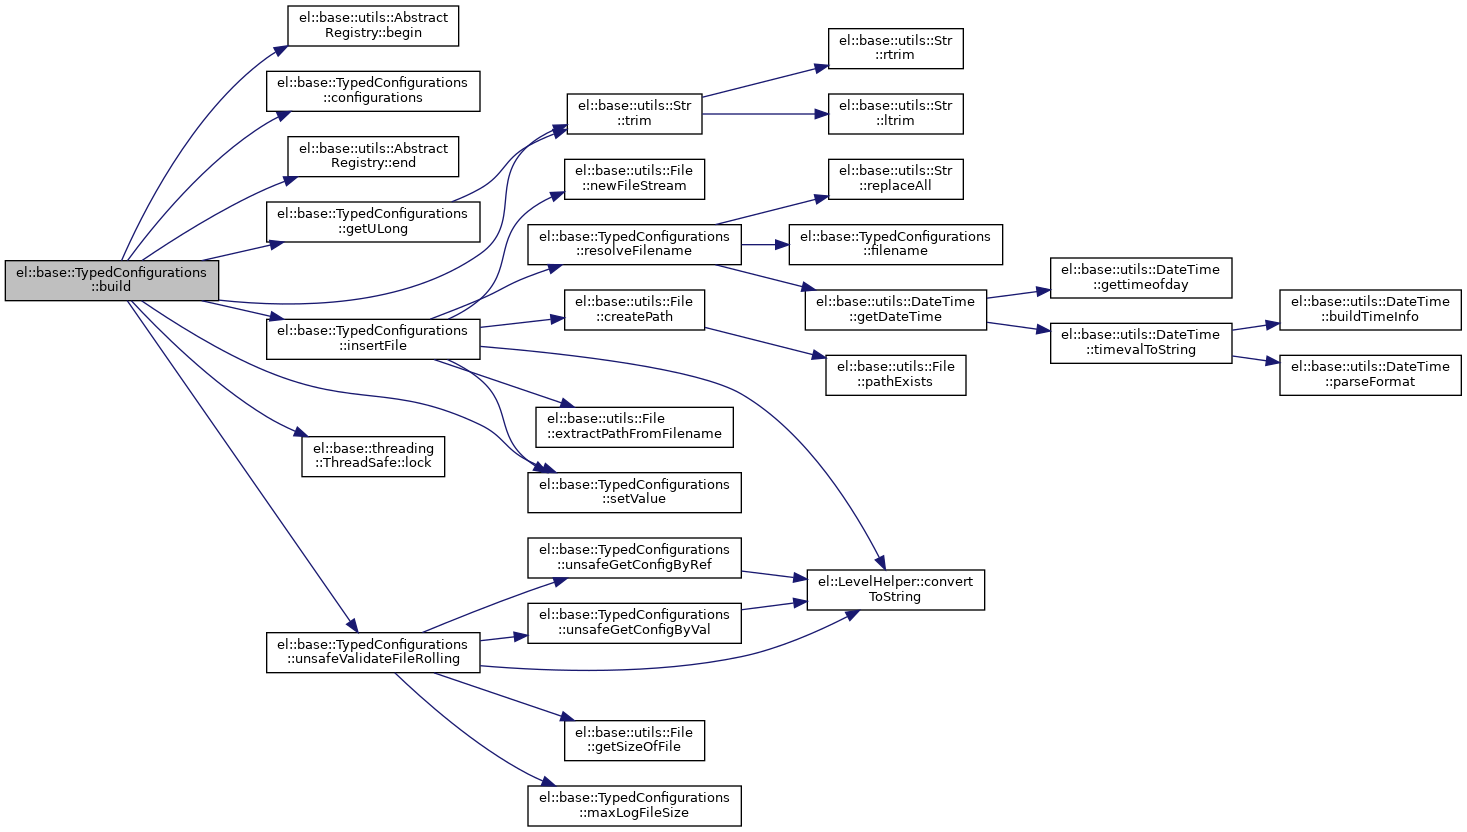 el::base::TypedConfigurations
::build
el::base::utils::Abstract
Registry::begin
el::base::TypedConfigurations
::configurations
el::base::utils::Abstract
Registry::end
el::base::TypedConfigurations
::getULong
el::base::TypedConfigurations
::insertFile
el::base::threading
::ThreadSafe::lock
el::base::TypedConfigurations
::unsafeValidateFileRolling
el::base::utils::Str
::trim
el::base::utils::File
::newFileStream
el::base::TypedConfigurations
::resolveFilename
el::base::utils::File
::createPath
el::base::utils::File
::extractPathFromFilename
el::base::TypedConfigurations
::setValue
el::base::TypedConfigurations
::unsafeGetConfigByRef
el::base::TypedConfigurations
::unsafeGetConfigByVal
el::base::utils::File
::getSizeOfFile
el::base::TypedConfigurations
::maxLogFileSize
el::base::utils::Str
::rtrim
el::base::utils::Str
::ltrim
el::base::utils::Str
::replaceAll
el::base::TypedConfigurations
::filename
el::base::utils::DateTime
::getDateTime
el::base::utils::File
::pathExists
el::LevelHelper::convert
ToString
el::base::utils::DateTime
::gettimeofday
el::base::utils::DateTime
::timevalToString
el::base::utils::DateTime
::buildTimeInfo
el::base::utils::DateTime
::parseFormat